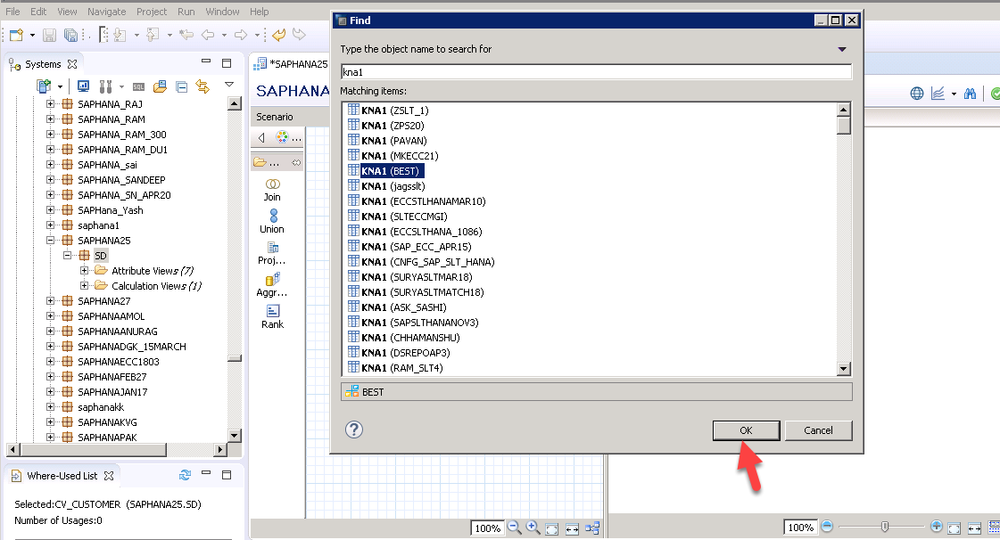 File Edit View Navigate Project Run Window Help
Systems
SQL
SAPHANA_RAJ
SAPHANA_RAM
SAPHANA_RAM_300
SAPHANA_RAM_DU1
SAPHANA_sai
SAPHANA_SANDEEP
SAPHANA_SN_APR20
SAPHana_Yash
saphana1
SAPHANA25
SD
Attribute Views (7)
Calculation Views (1)
SAPHANA27
SAPHANAAMOL
SAPHANAANURAG
SAPHANADGK_15MARCH
SAPHANAECC1803
SAPHANAFEB27
SAPHANAJAN17
saphanakk
SAPHANAKVG
SAPHANAPAK
Where-Used List
Selected:CV_CUSTOMER (SAPHANA25.SD)
Number of Usages:0
*SAPHANA25
SAPHANA
Scenario
...
...
Join
Union
Proj...
Aggr...
Rank
Find
Type the object name to search for
kna1
Matching items:
KNA1 (ZSLT_1)
KNA1 (ZPS20)
KNA1 (PAVAN)
KNA1 (MKECC21)
KNA1 (BEST)
KNA1 (jagsslt)
KNA1 (ECCSTLHANAMAR10)
KNA1 (SLTECCMGI)
KNA1 (ECCSLTHANA_1086)
KNA1 (SAP_ECC_APR15)
KNA1 (CNFG_SAP_SLT_HANA)
KNA1 (SURYASLTMAR18)
KNA1 (SURYASLTMATCH18)
KNA1 (ASK_SASHI)
KNA1 (SAPSLTHANANOV3)
KNA1 (CHHAMANSHU)
KNA1 (DSREPOAP3)
KNA1 (RAM_SLT4)
BEST
?
OK Cancel
100%
100%